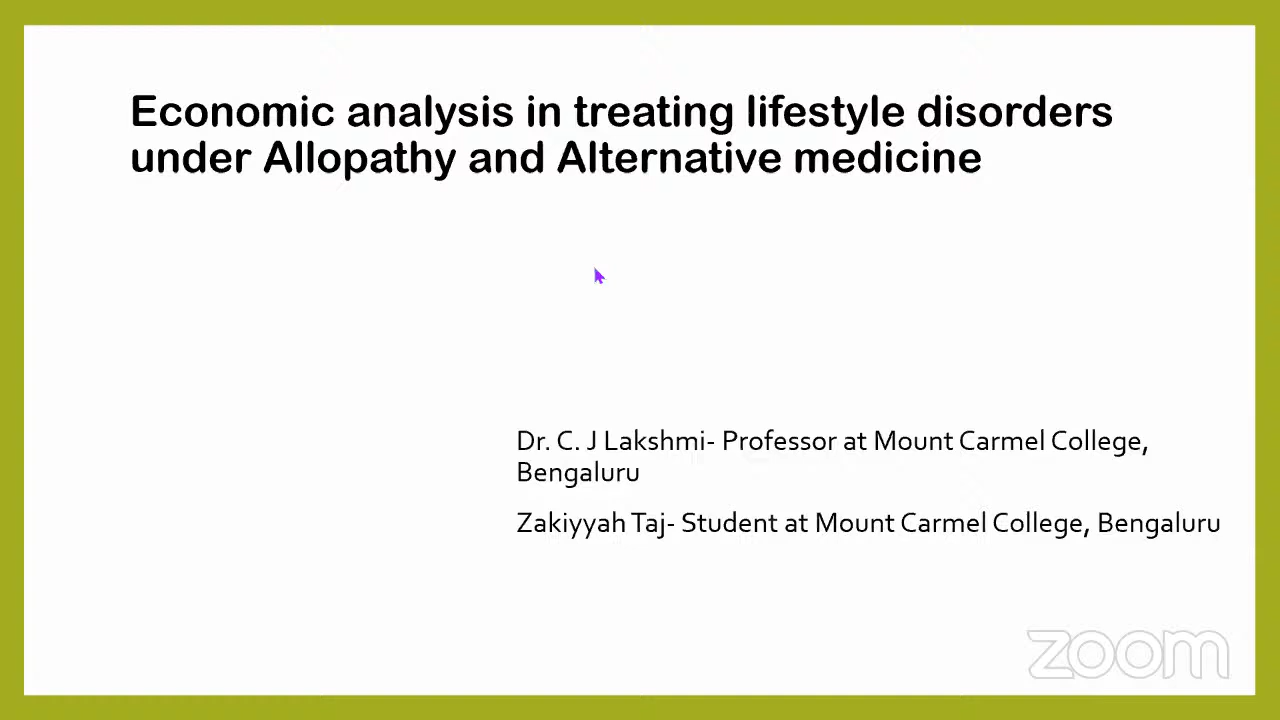 Economic analysis in treating lifestyle disorders
under Allopathy and Alternative medicine
Dr. C. J Lakshmi- Professor at Mount Carmel College,
Bengaluru
Zakiyyah Taj- Student at Mount Carmel College, Bengaluru
zoom